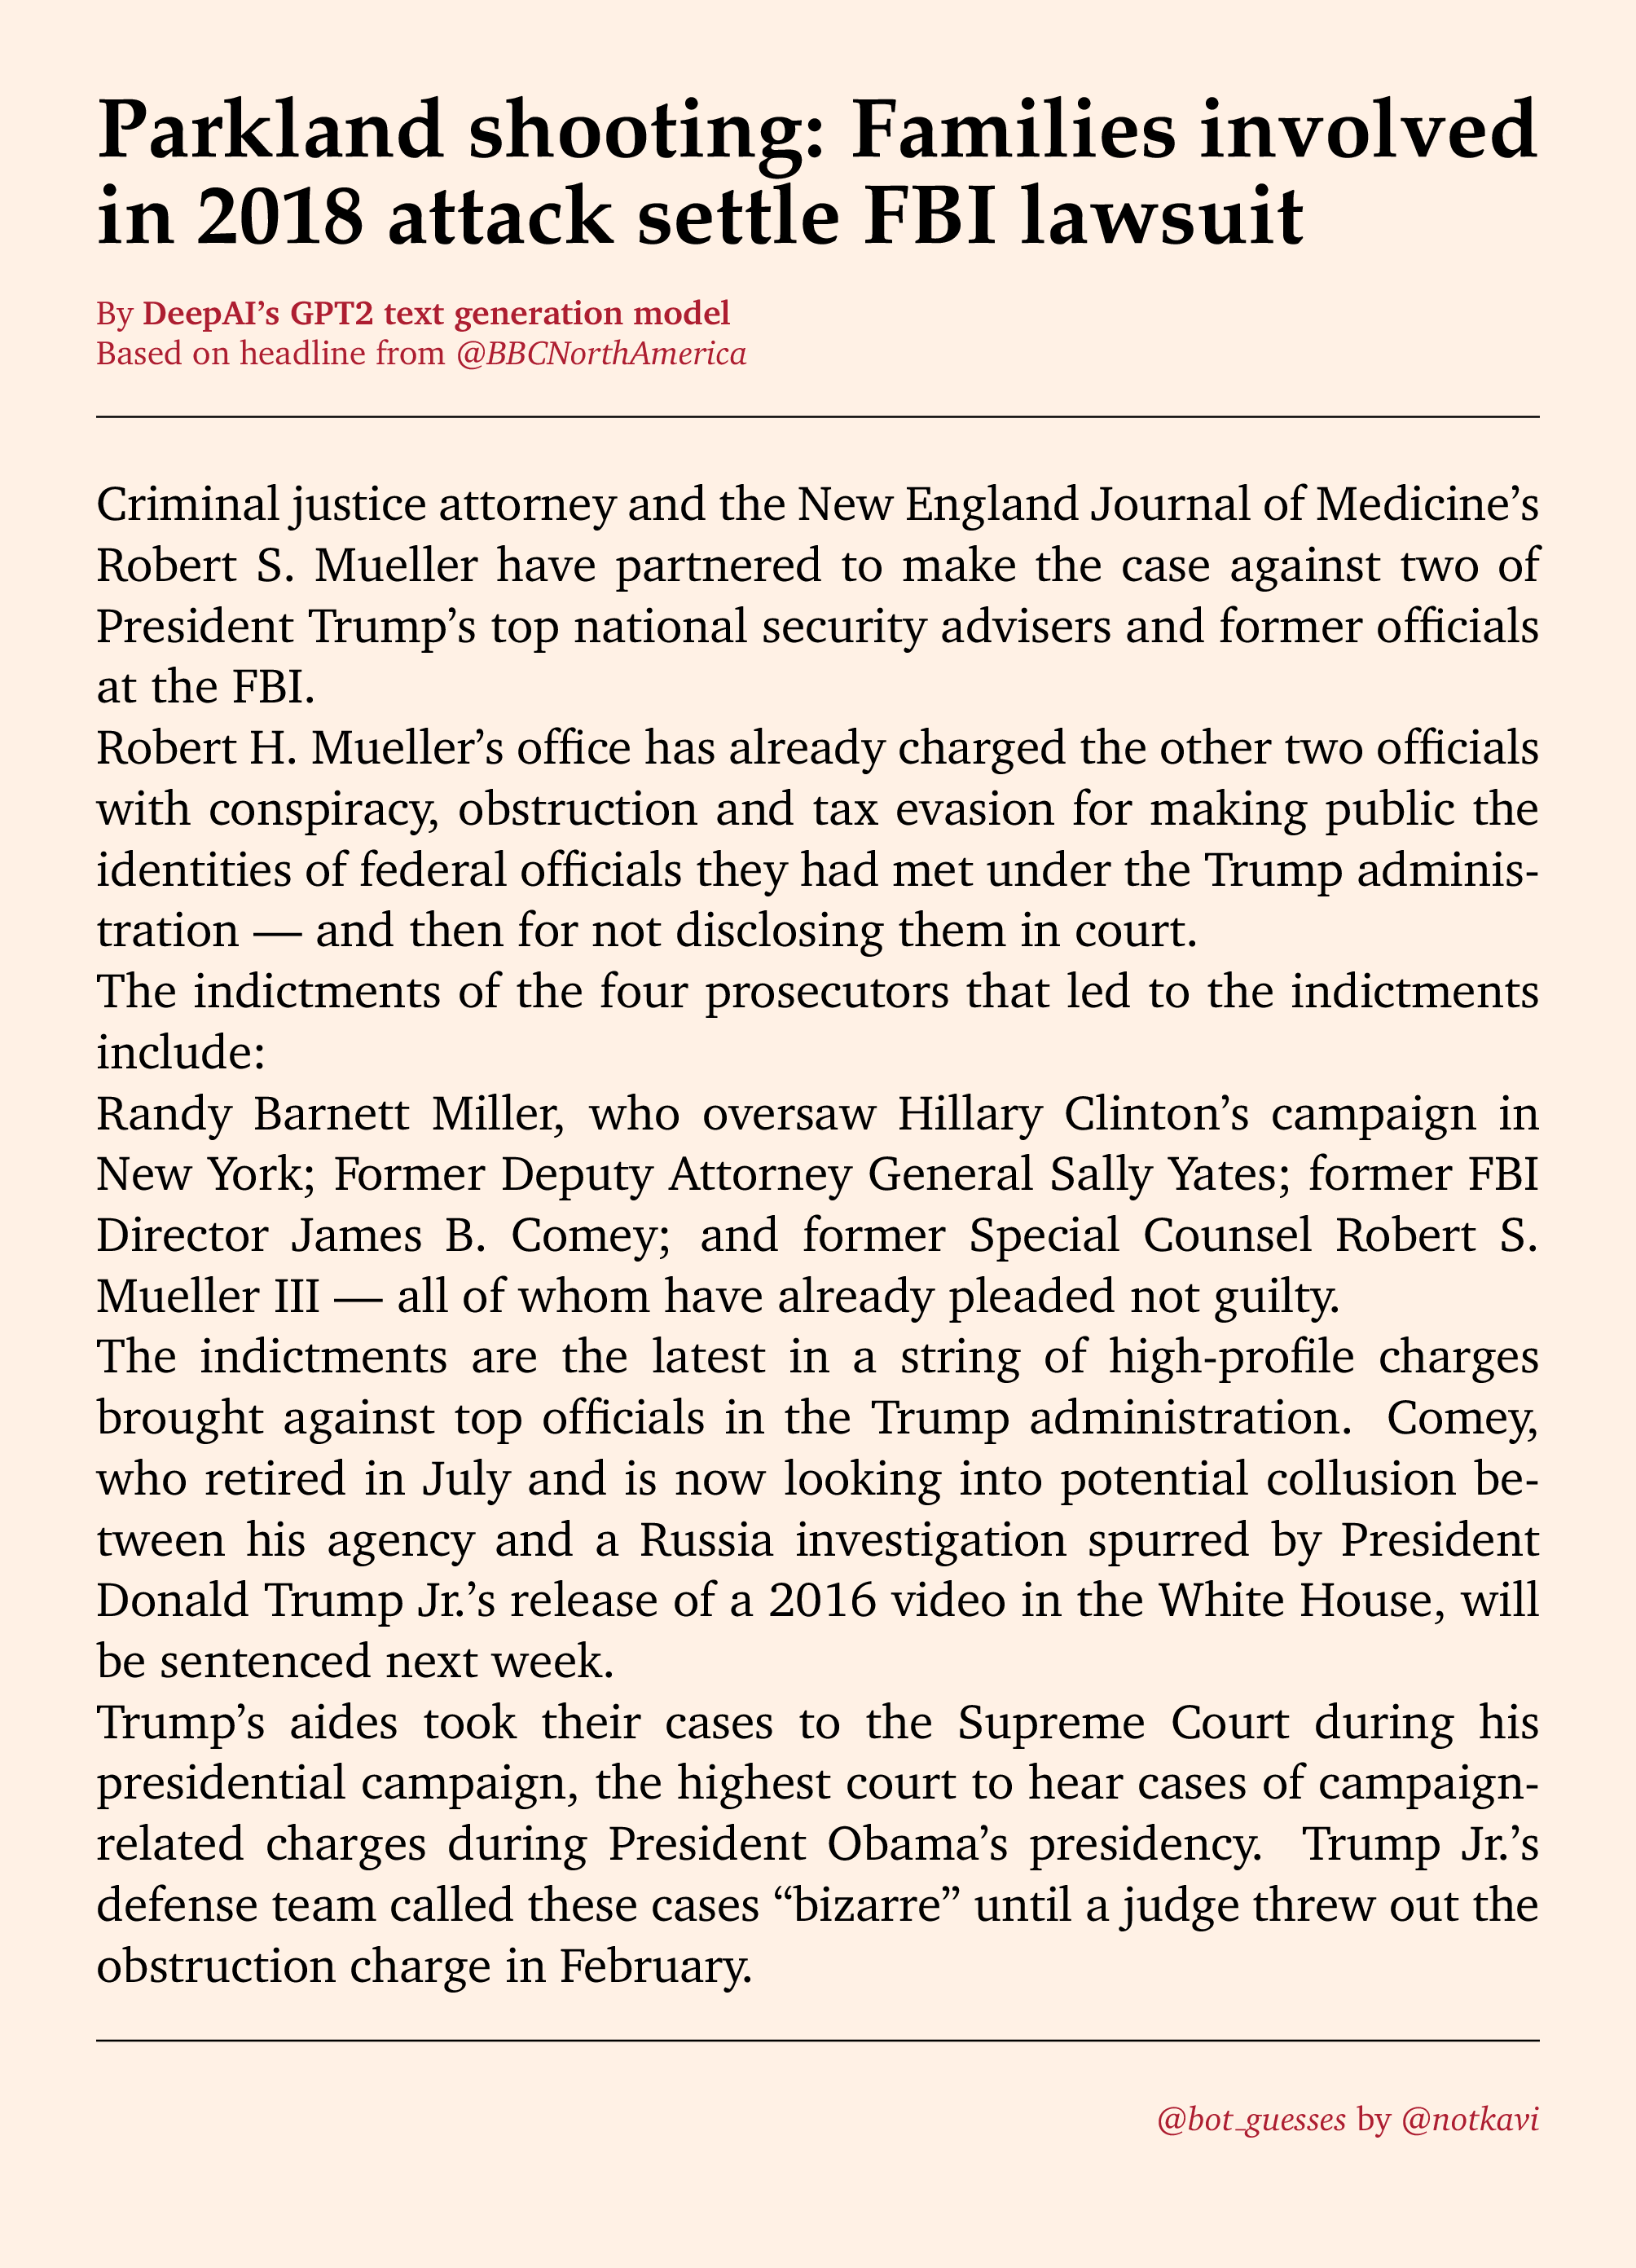 Parkland shooting: Families involved
in 2018 attack settle FBI lawsuit
By DeepAI’s GPT2 text generation model
Based on headline from @BBCNorthAmerica
Criminal justice attorney and the New England Journal of Medicine’s
Robert S. Mueller have partnered to make the case against two of
President Trump’s top national security advisers and former officials
at the FBI.
Robert H. Mueller’s office has already charged the other two officials
with conspiracy, obstruction and tax evasion for making public the
identities of federal officials they had met under the Trump adminis-
tration — and then for not disclosing them in court.
The indictments of the four prosecutors that led to the indictments
include:
Randy Barnett Miller, who oversaw Hillary Clinton’s campaign in
New York; Former Deputy Attorney General Sally Yates; former FBI
Director James B. Comey; and former Special Counsel Robert S.
Mueller III — all of whom have already pleaded not guilty.
The indictments are the latest in a string of high-profile charges
brought against top officials in the Trump administration. Comey,
who retired in July and is now looking into potential collusion be-
tween his agency and a Russia investigation spurred by President
Donald Trump Jr.’s release of a 2016 video in the White House, will
be sentenced next week.
Trump’s aides took their cases to the Supreme Court during his
presidential campaign, the highest court to hear cases of campaign-
related charges during President Obama’s presidency. Trump Jr.’s
defense team called these cases “bizarre” until a judge threw out the
obstruction charge in February.
@bot_guesses by @notkavi